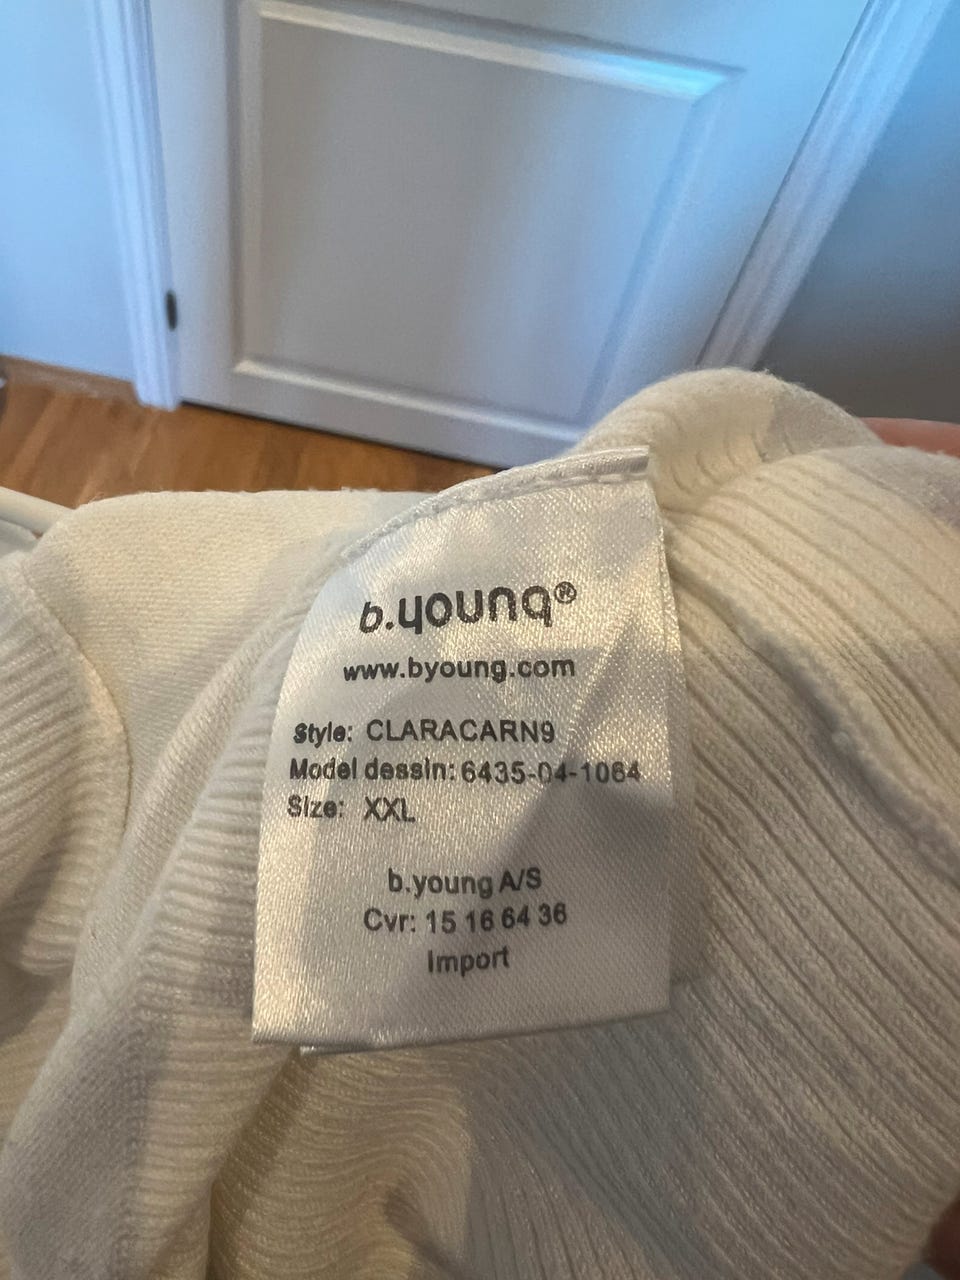 b.young®
www.byoung.com
Style: CLARACARN9
Model dessin: 6435-04-1064
Size: XXL
b.young A/S
Cvr: 15 16 64 36
Import